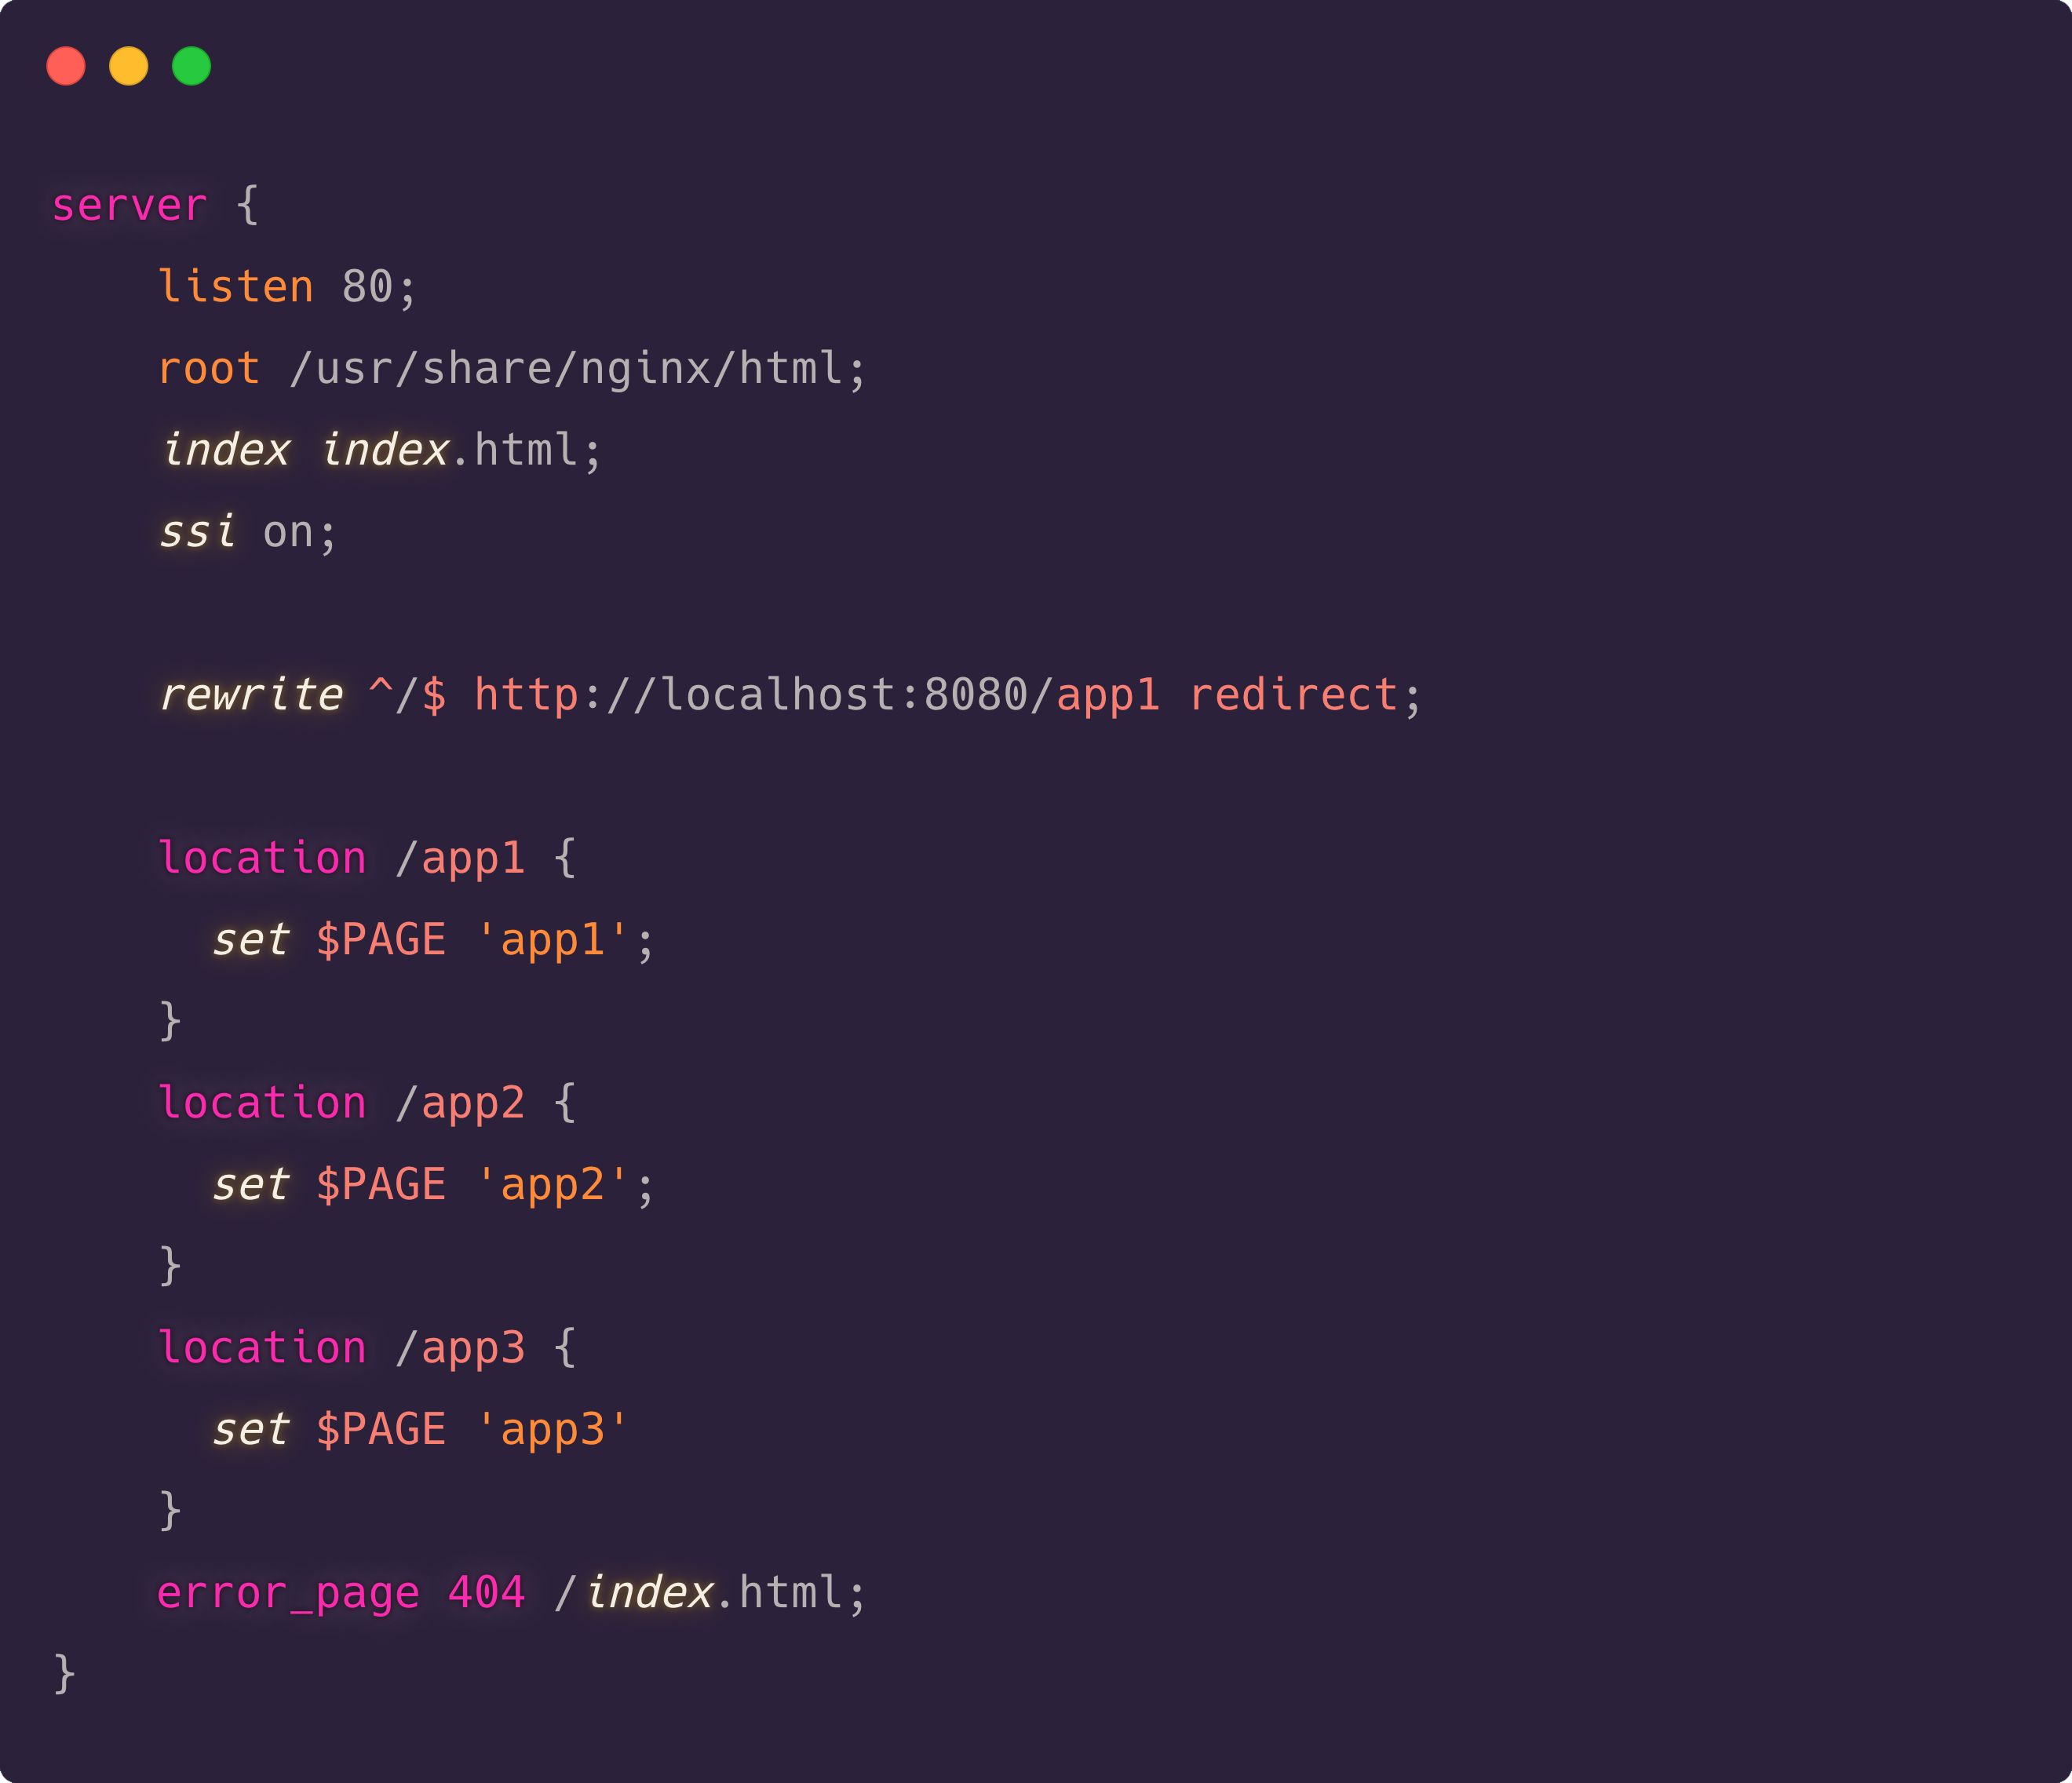 server {
    listen 80;
    root /usr/share/nginx/html;
    index index.html;
    ssi on;

    rewrite ^/$ http://localhost:8080/app1 redirect;

    location /app1 {
      set $PAGE 'app1';
    }
    location /app2 {
      set $PAGE 'app2';
    }
    location /app3 {
      set $PAGE 'app3'
    }
    error_page 404 /index.html;
}